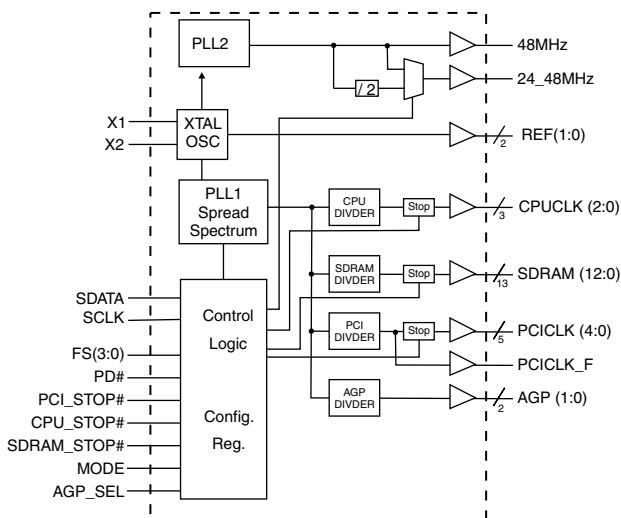 PLL2
48MHz
24_48MHz
/ 2
X1
X2
XTAL
OSC
REF(1:0)
2
PLL1
Spread
Spectrum
CPU
DIVDER
Stop
CPUCLK (2:0)
3
SDRAM
DIVDER
Stop
SDRAM (12:0)
13
SDATA
SCLK
Control
Logic
PCI
DIVDER
Stop
PCICLK (4:0)
5
FS(3:0)
PD#
PCI_STOP#
CPU_STOP#
SDRAM_STOP#
MODE
AGP_SEL
Config.
Reg.
PCICLK_F
AGP
DIVDER
AGP (1:0)
2